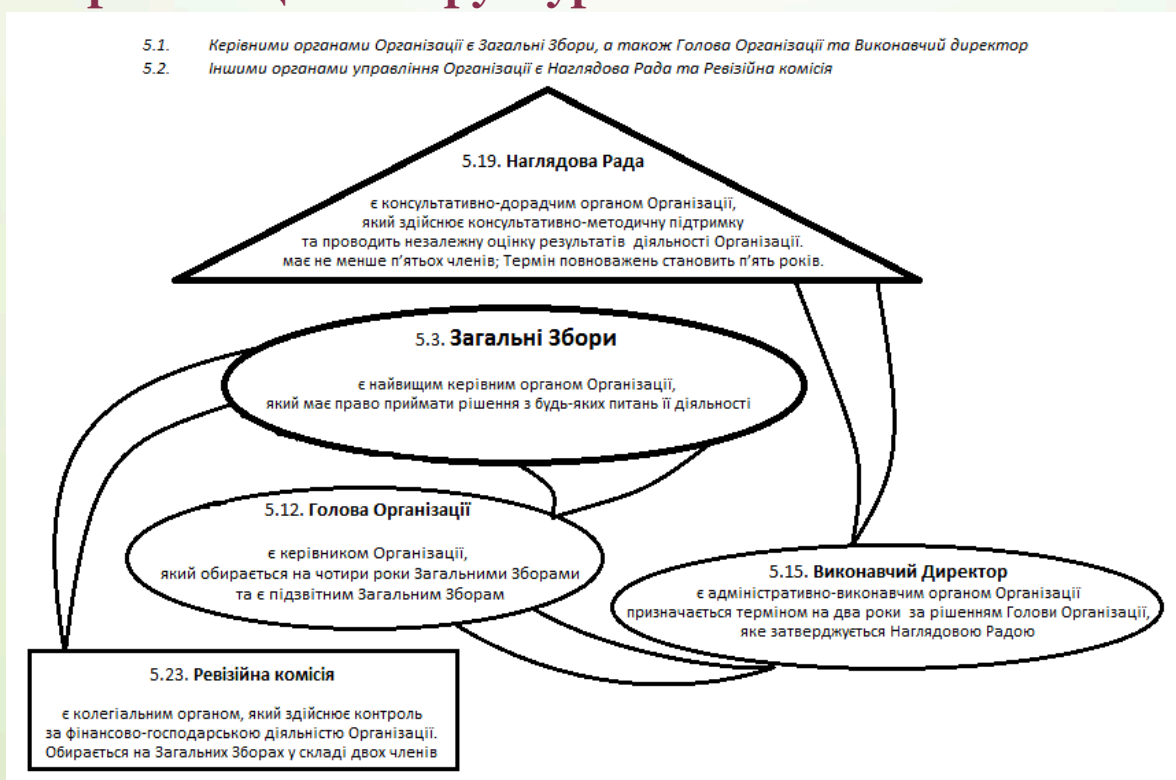 5.1. Керівними органами Організації є Загальні Збори, а також Голова Організації та Виконавчий директор
5.2. Іншими органами управління Організації є Наглядова Рада та Ревізійна комісія
5.19. Наглядова Рада
є консультативно-дорадчим органом Організації,
який здійснює консультативно-методичну підтримку
та проводить незалежну оцінку результатів діяльності Організації.
має не менше п'ятьох членів; Термін повноважень становить п'ять років.
5.3. Загальні Збори
є найвищим керівним органом Організації,
який має право приймати рішення з будь-яких питань її діяльності
5.12. Голова Організації
є керівником Організації,
який обирається на чотири роки Загальними Зборами
та є підзвітним Загальним Зборам
5.15. Виконавчий Директор
є адміністративно-виконавчим органом Організації
призначається терміном на два роки за рішенням Голови Організації,
яке затверджується Наглядовою Радою
5.23. Ревізійна комісія
є колегіальним органом, який здійснює контроль
за фінансово-господарською діяльністю Організації.
Обирається на Загальних Зборах у складі двох членів